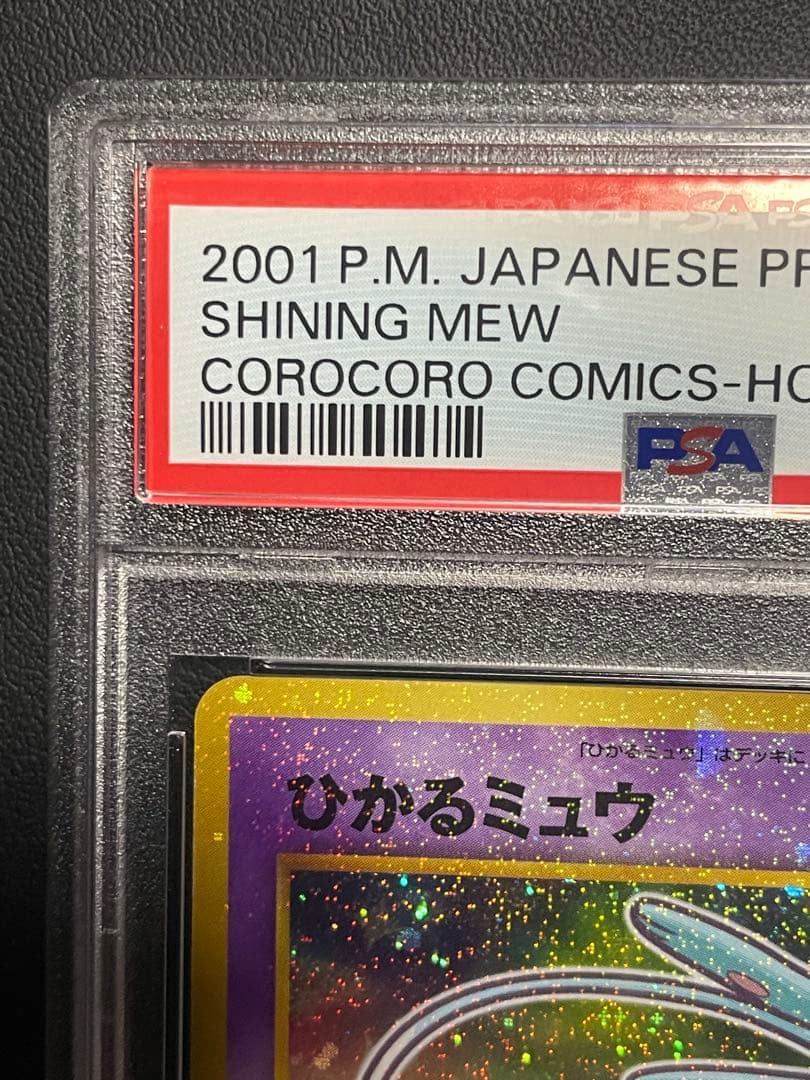 2001 P.M. JAPANESE PR
SHINING MEW
COROCORO COMICS-HO
PSA
「ひかるミュウ」はデッキに
ひかるミュウ